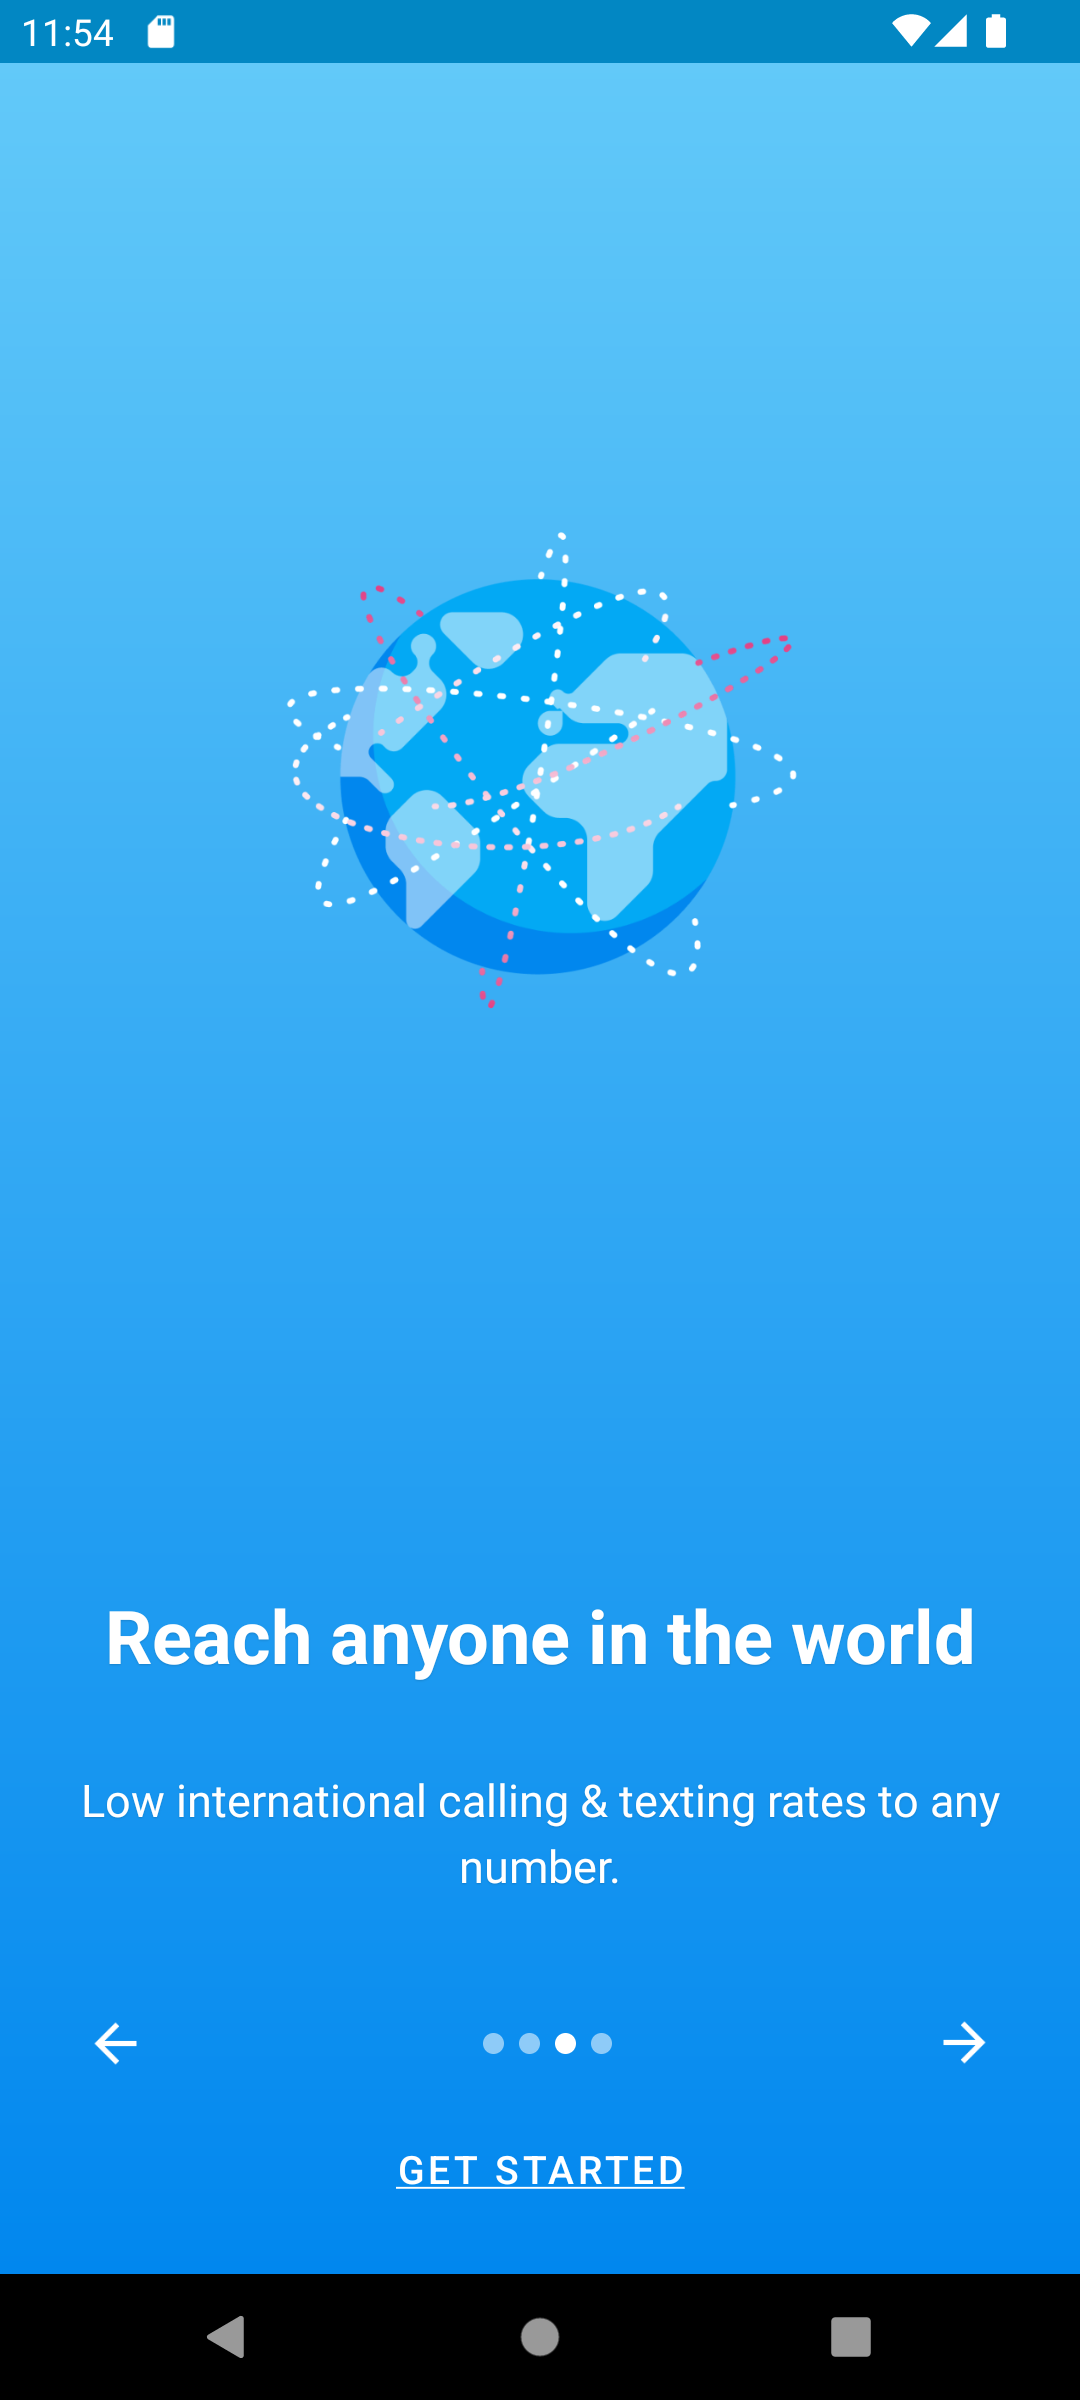 11:54
Reach anyone in the world
Low international calling & texting rates to any
number.
GET STARTED